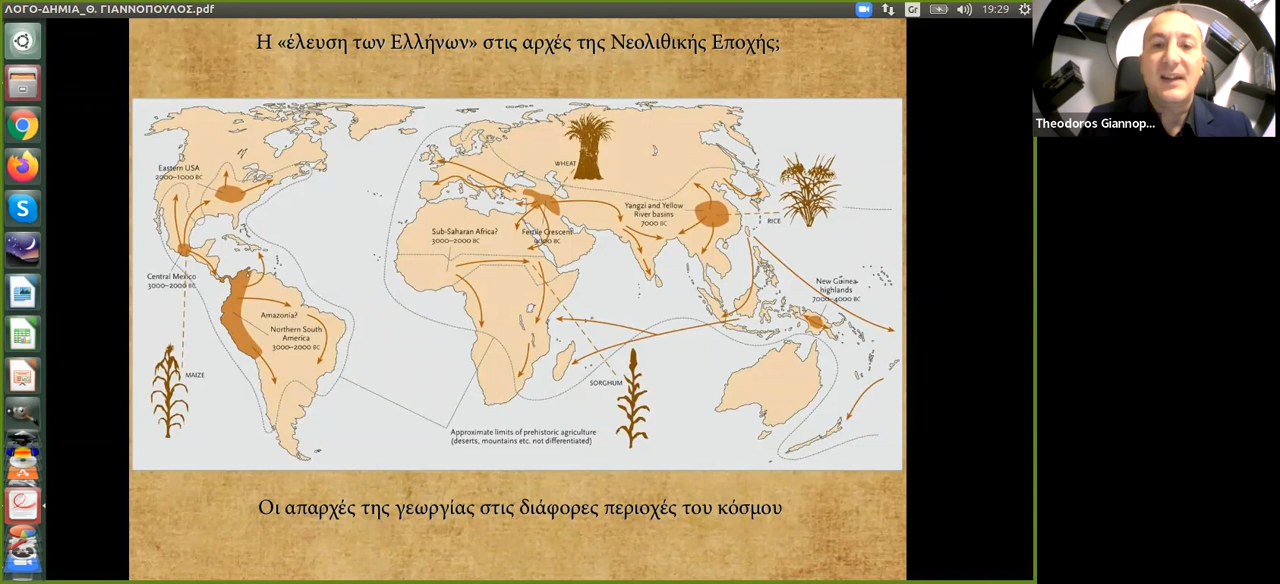 ΛΟΓΟ-ΔΗΜΙΑ_Θ. ΓΙΑΝΝΟΠΟΥΛΟΣ.pdf
Gr
19:29
Theodoros Giannop...
Η «έλευση των Ελλήνων» στις αρχές της Νεολιθικής Εποχής;
WHEAT
Eastern USA
2000–1000 BC
Yangzi and Yellow
River basins
7000 BC
RICE
Sub-Saharan Africa?
3000–2000 BC
Fertile Crescent
9000 BC
Central Mexico
3000–2000 BC
New Guinea
highlands
7000–4000 BC
Amazonia?
Northern South
America
3000–2000 BC
MAIZE
SORGHUM
Approximate limits of prehistoric agriculture
(deserts, mountains etc. not differentiated)
Οι απαρχές της γεωργίας στις διάφορες περιοχές του κόσμου